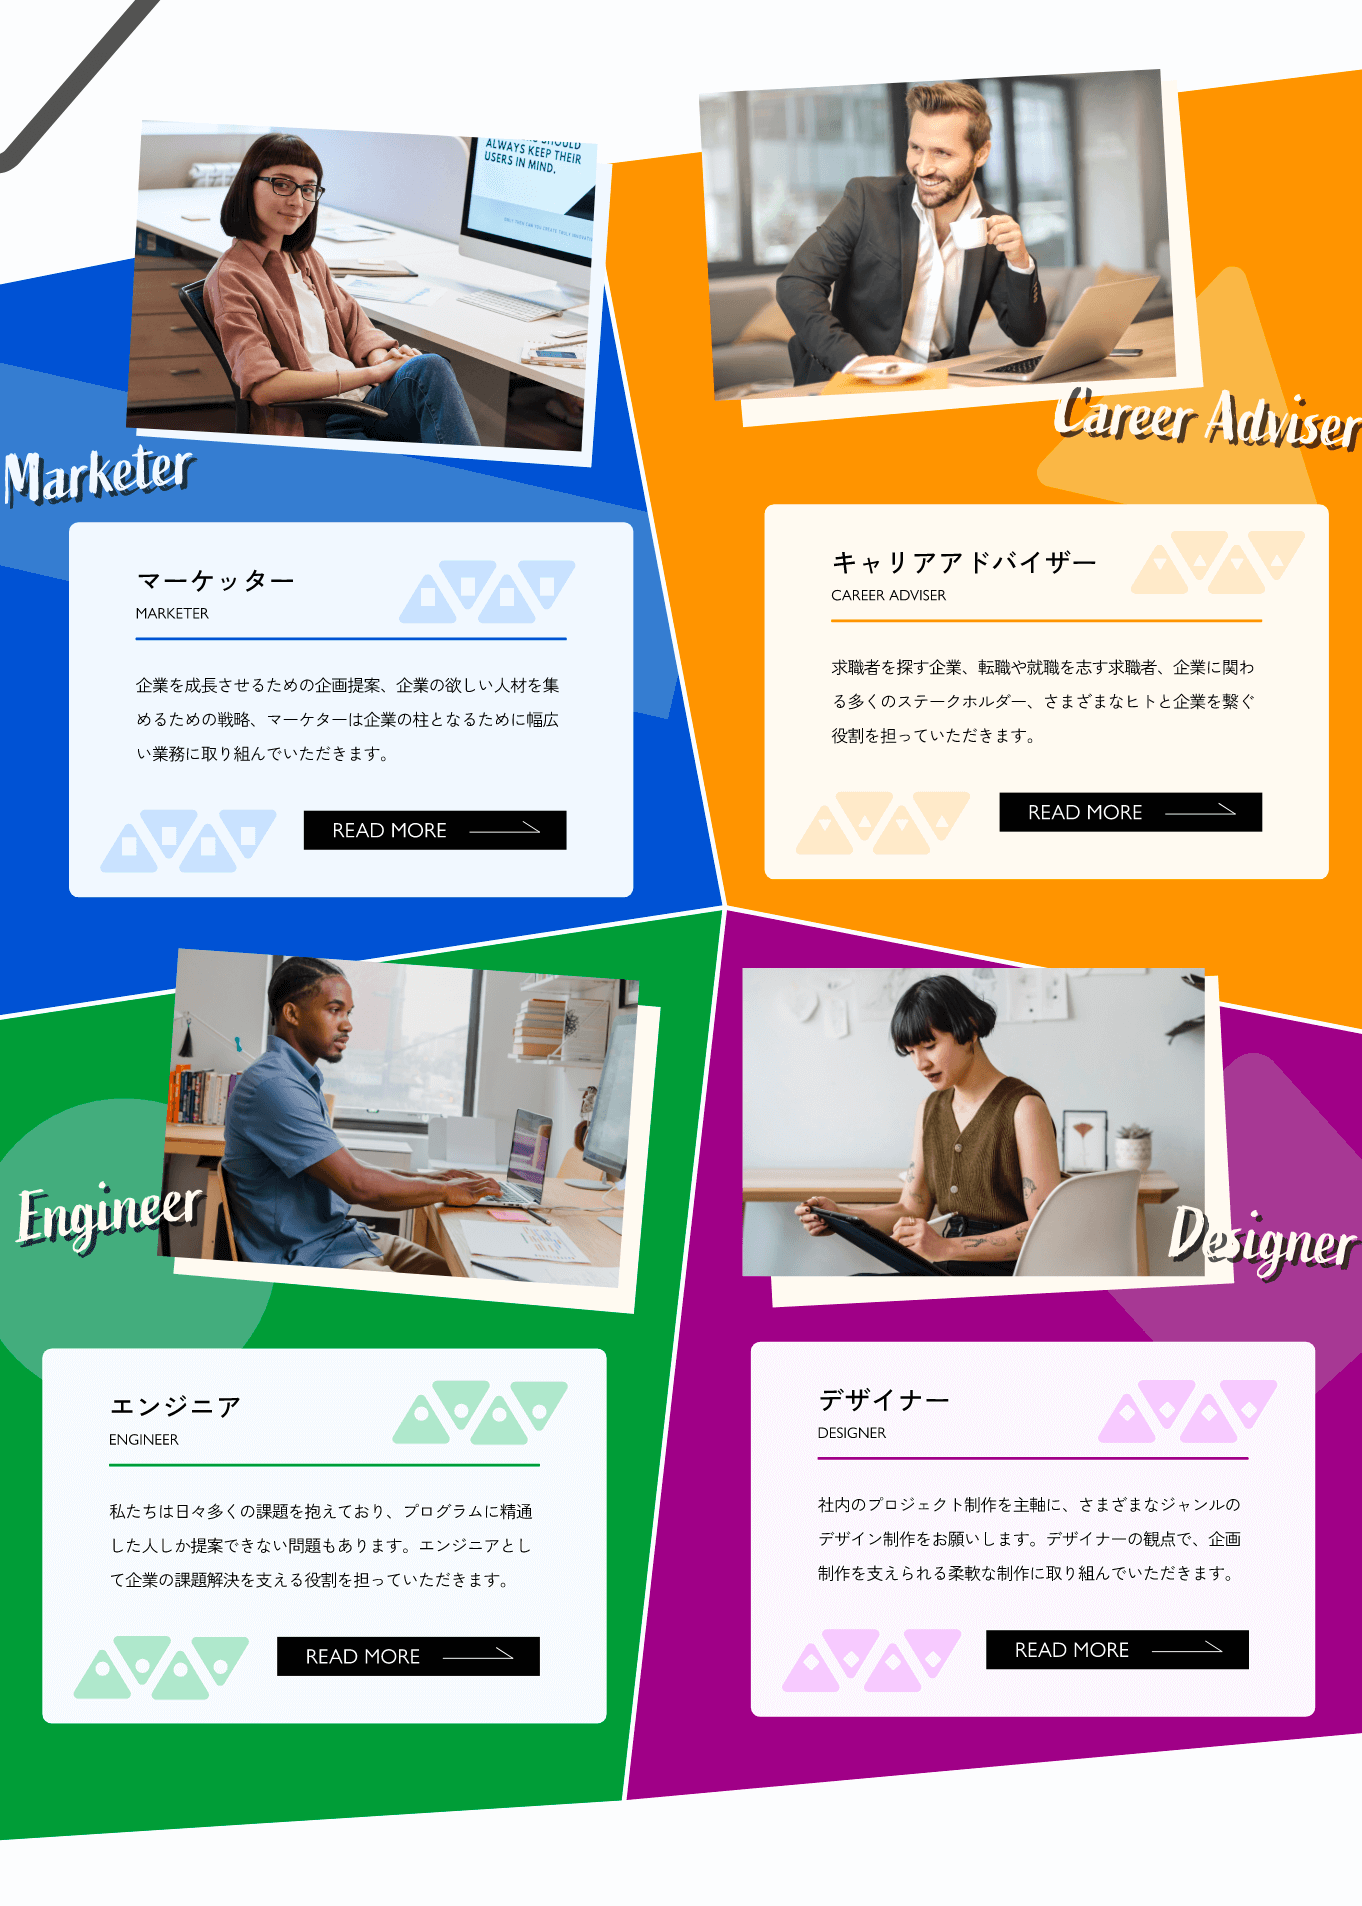 ALWAYS KEEP THEIR
USERS IN MIND.
Marketer
マーケッター
MARKETER
企業を成長させるための企画提案、企業の欲しい人材を集
めるための戦略、マーケターは企業の柱となるために幅広
い業務に取り組んでいただきます。
READ MORE
Career Adviser
キャリアアドバイザー
CAREER ADVISER
求職者を探す企業、転職や就職を志す求職者、企業に関わ
る多くのステークホルダー、さまざまなヒトと企業を繋ぐ
役割を担っていただきます。
READ MORE
Engineer
エンジニア
ENGINEER
私たちは日々多くの課題を抱えており、プログラムに精通
した人しか提案できない問題もあります。エンジニアとし
て企業の課題解決を支える役割を担っていただきます。
READ MORE
Designer
デザイナー
DESIGNER
社内のプロジェクト制作を主軸に、さまざまなジャンルの
デザイン制作をお願いします。デザイナーの観点で、企画
制作を支えられる柔軟な制作に取り組んでいただきます。
READ MORE